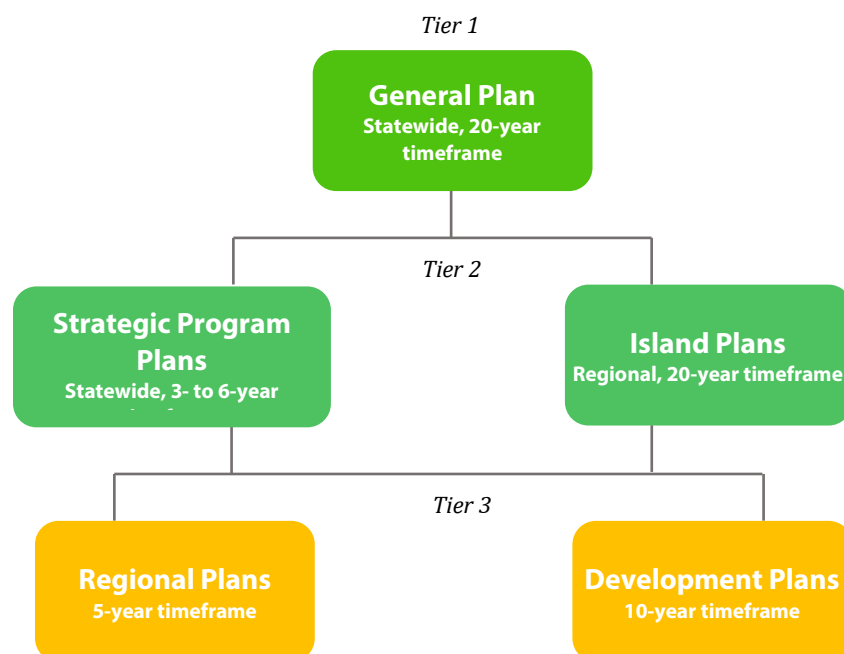 Tier 1
General Plan
Statewide, 20-year
timeframe
Tier 2
Strategic Program
Plans
Statewide, 3- to 6-year
Island Plans
Regional, 20-year timeframe
Tier 3
Regional Plans
5-year timeframe
Development Plans
10-year timeframe